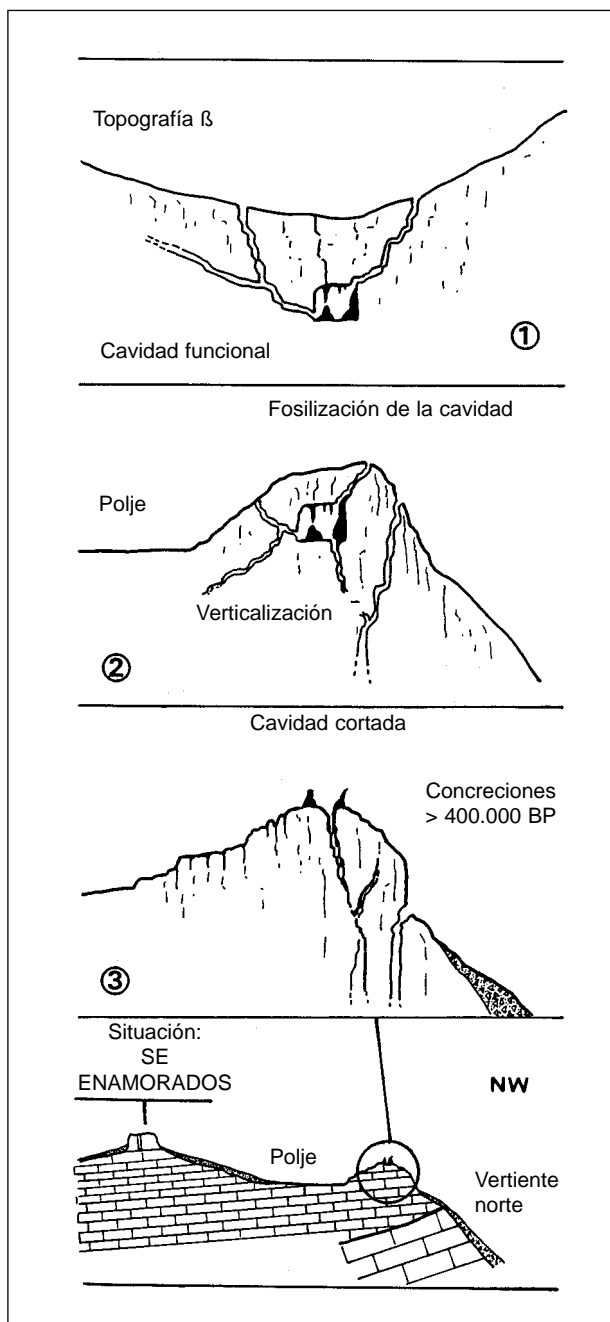 Topografía ß
Cavidad funcional
①
Fosilización de la cavidad
Polje
Verticalización
②
Cavidad cortada
Concreciones
> 400.000 BP
③
Situación:
SE
ENAMORADOS
NW
Polje
Vertiente
norte